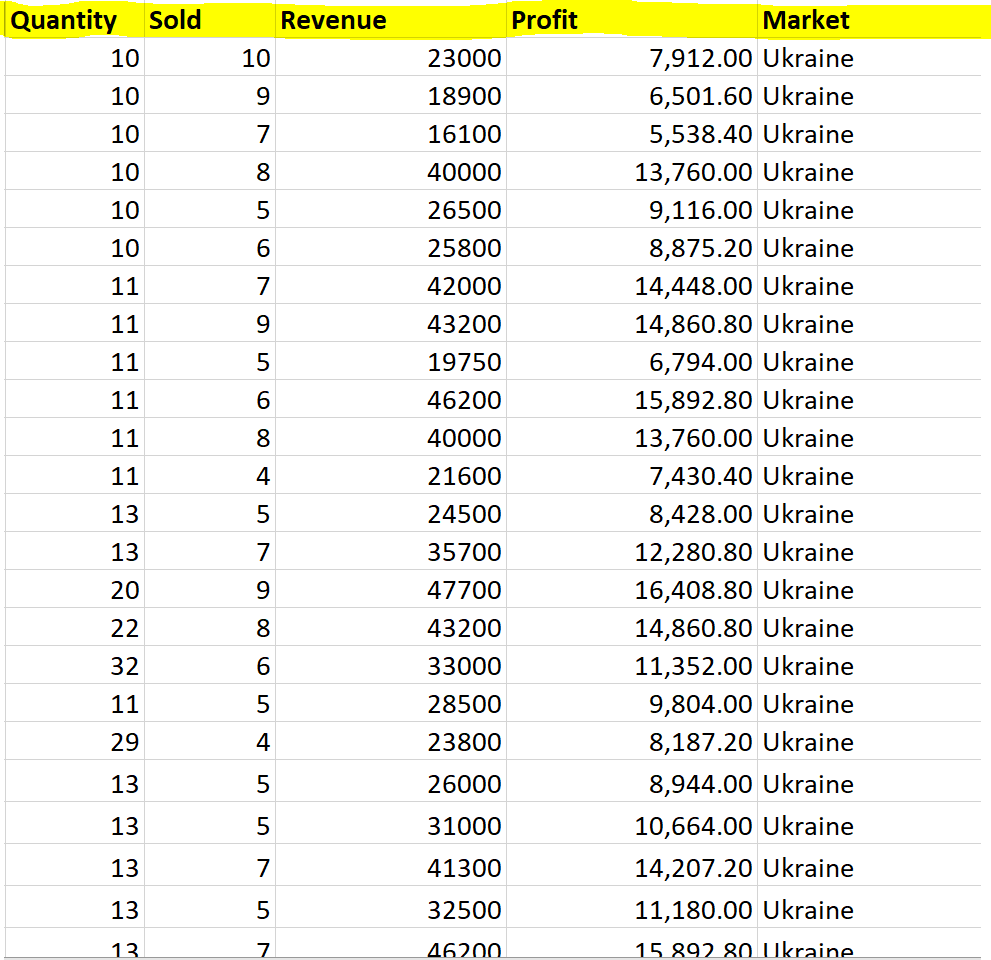 Quantity Sold Revenue Profit Market
10 10 23000 7,912.00 Ukraine
10 9 18900 6,501.60 Ukraine
10 7 16100 5,538.40 Ukraine
10 8 40000 13,760.00 Ukraine
10 5 26500 9,116.00 Ukraine
10 6 25800 8,875.20 Ukraine
11 7 42000 14,448.00 Ukraine
11 9 43200 14,860.80 Ukraine
11 5 19750 6,794.00 Ukraine
11 6 46200 15,892.80 Ukraine
11 8 40000 13,760.00 Ukraine
11 4 21600 7,430.40 Ukraine
13 5 24500 8,428.00 Ukraine
13 7 35700 12,280.80 Ukraine
20 9 47700 16,408.80 Ukraine
22 8 43200 14,860.80 Ukraine
32 6 33000 11,352.00 Ukraine
11 5 28500 9,804.00 Ukraine
29 4 23800 8,187.20 Ukraine
13 5 26000 8,944.00 Ukraine
13 5 31000 10,664.00 Ukraine
13 7 41300 14,207.20 Ukraine
13 5 32500 11,180.00 Ukraine
13 7 46200 15,892.80 Ukraine